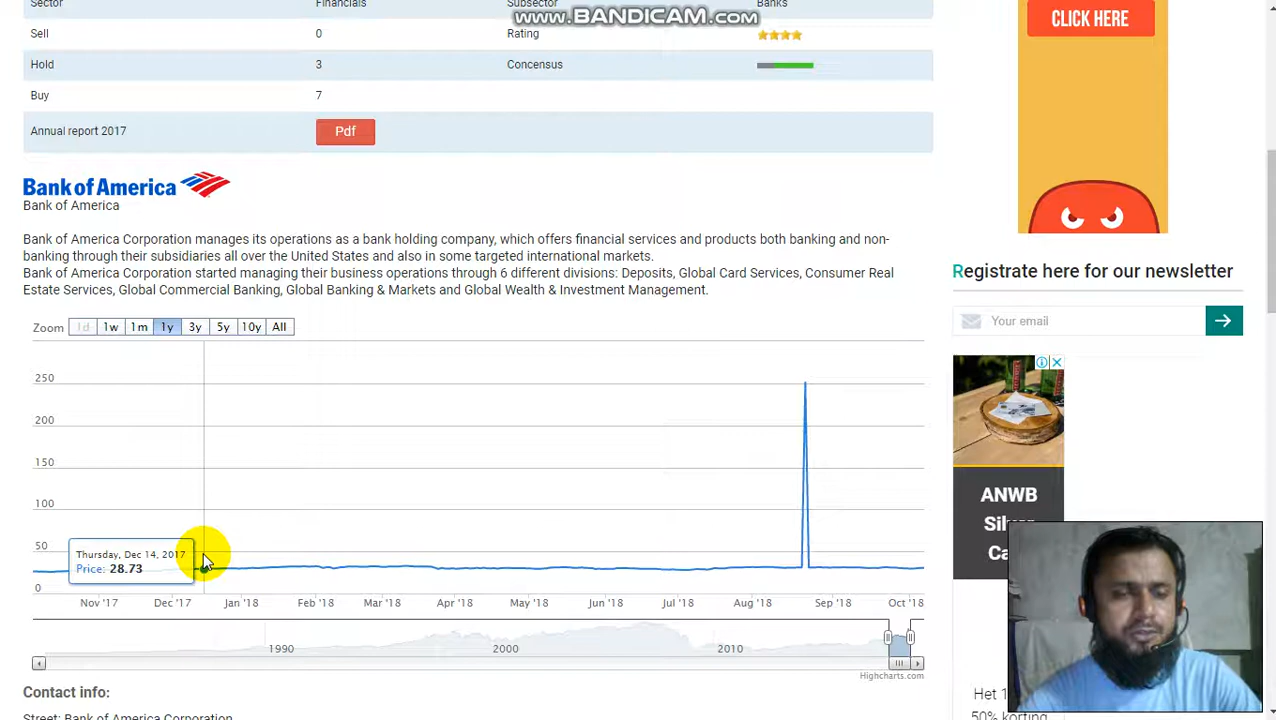 Sector Financials Subsector Banks
www.BANDICAM.com
Sell 0 Rating
Hold 3 Concensus
Buy 7
Annual report 2017 Pdf
Bank of America
Bank of America
Bank of America Corporation manages its operations as a bank holding company, which offers financial services and products both banking and non-
banking through their subsidiaries all over the United States and also in some targeted international markets.
Bank of America Corporation started managing their business operations through 6 different divisions: Deposits, Global Card Services, Consumer Real
Estate Services, Global Commercial Banking, Global Banking & Markets and Global Wealth & Investment Management.
Zoom 1d 1w 1m 1y 3y 5y 10y All
250
200
150
100
50
0
Thursday, Dec 14, 2017
Price: 28.73
Nov '17 Dec '17 Jan '18 Feb '18 Mar '18 Apr '18 May '18 Jun '18 Jul '18 Aug '18 Sep '18 Oct '18
1990 2000 2010
Highcharts.com
Contact info:
Street: Bank of America Corporation
CLICK HERE
Registrate here for our newsletter
Your email
ANWB
Het 1
50% korting